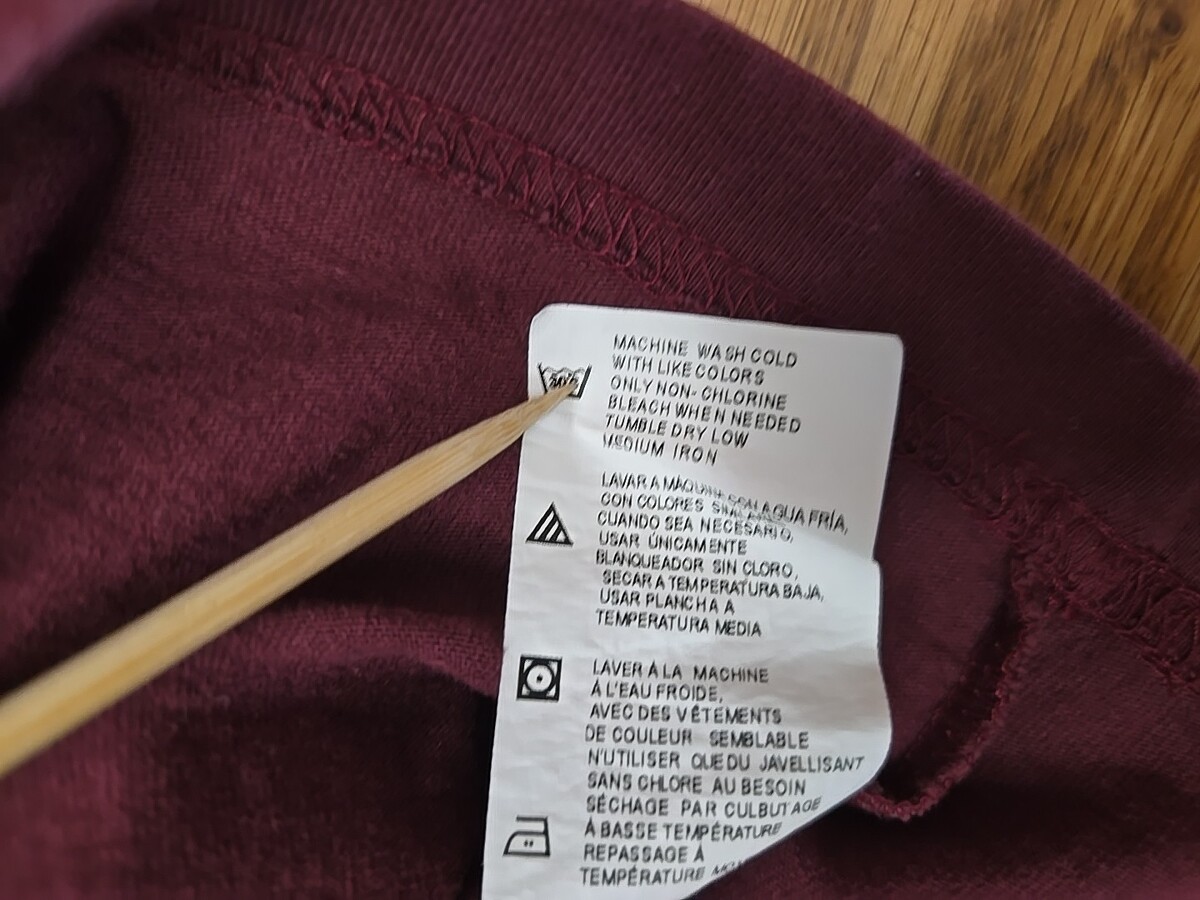 MACHINE WASH COLD
WITH LIKE COLORS
ONLY NON-CHLORINE
BLEACH WHEN NEEDED
TUMBLE DRY LOW
MEDIUM IRON
LAVAR A MÁQUINA CON AGUA FRÍA,
CON COLORES
CUANDO SEA NECESARIO,
USAR ÚNICAMENTE
BLANQUEADOR SIN CLORO,
SECAR A TEMPERATURA BAJA,
USAR PLANCHA A
TEMPERATURA MEDIA
LAVER À LA MACHINE
À L'EAU FROIDE,
AVEC DES VÊTEMENTS
DE COULEUR SEMBLABLE
N'UTILISER QUE DU JAVELLISANT
SANS CHLORE AU BESOIN
SÉCHAGE PAR CULBUTAGE
À BASSE TEMPÉRATURE
REPASSAGE À
TEMPÉRATURE